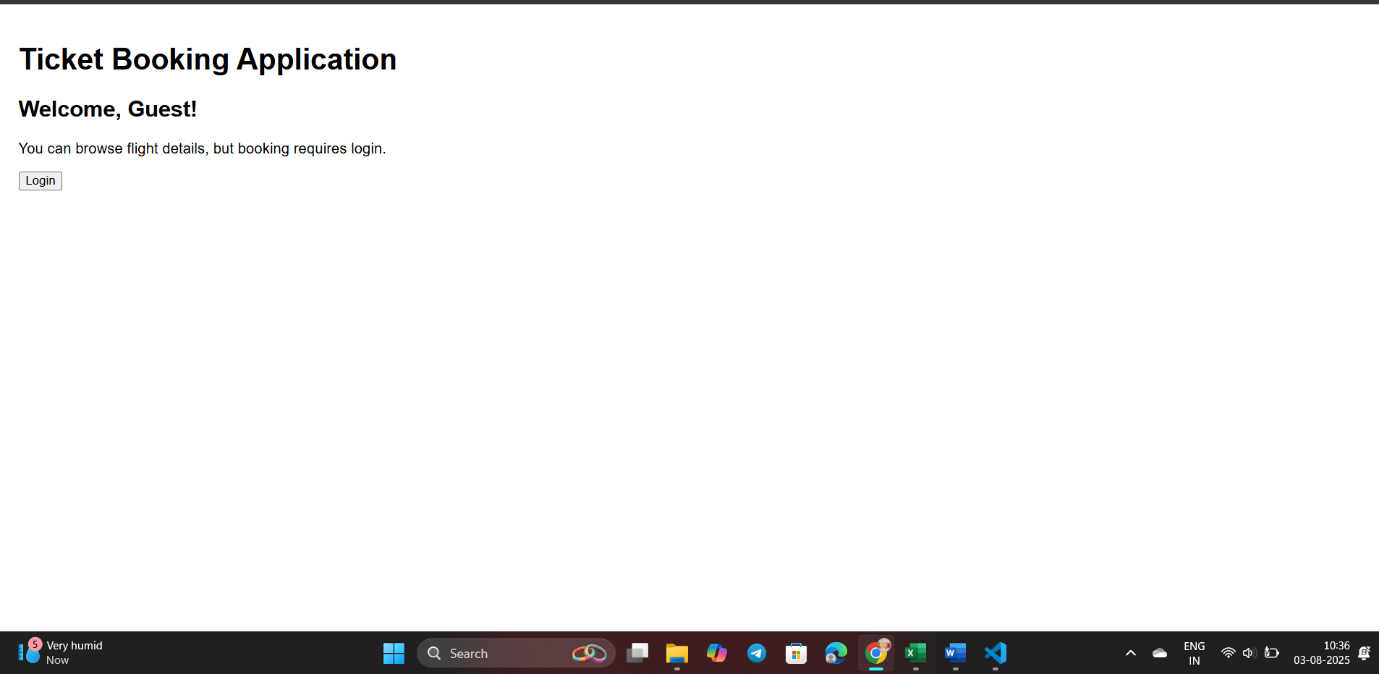 Ticket Booking Application
Welcome, Guest!
You can browse flight details, but booking requires login.
Login
5
Very humid
Now
Search
ENG
IN
10:36
03-08-2025